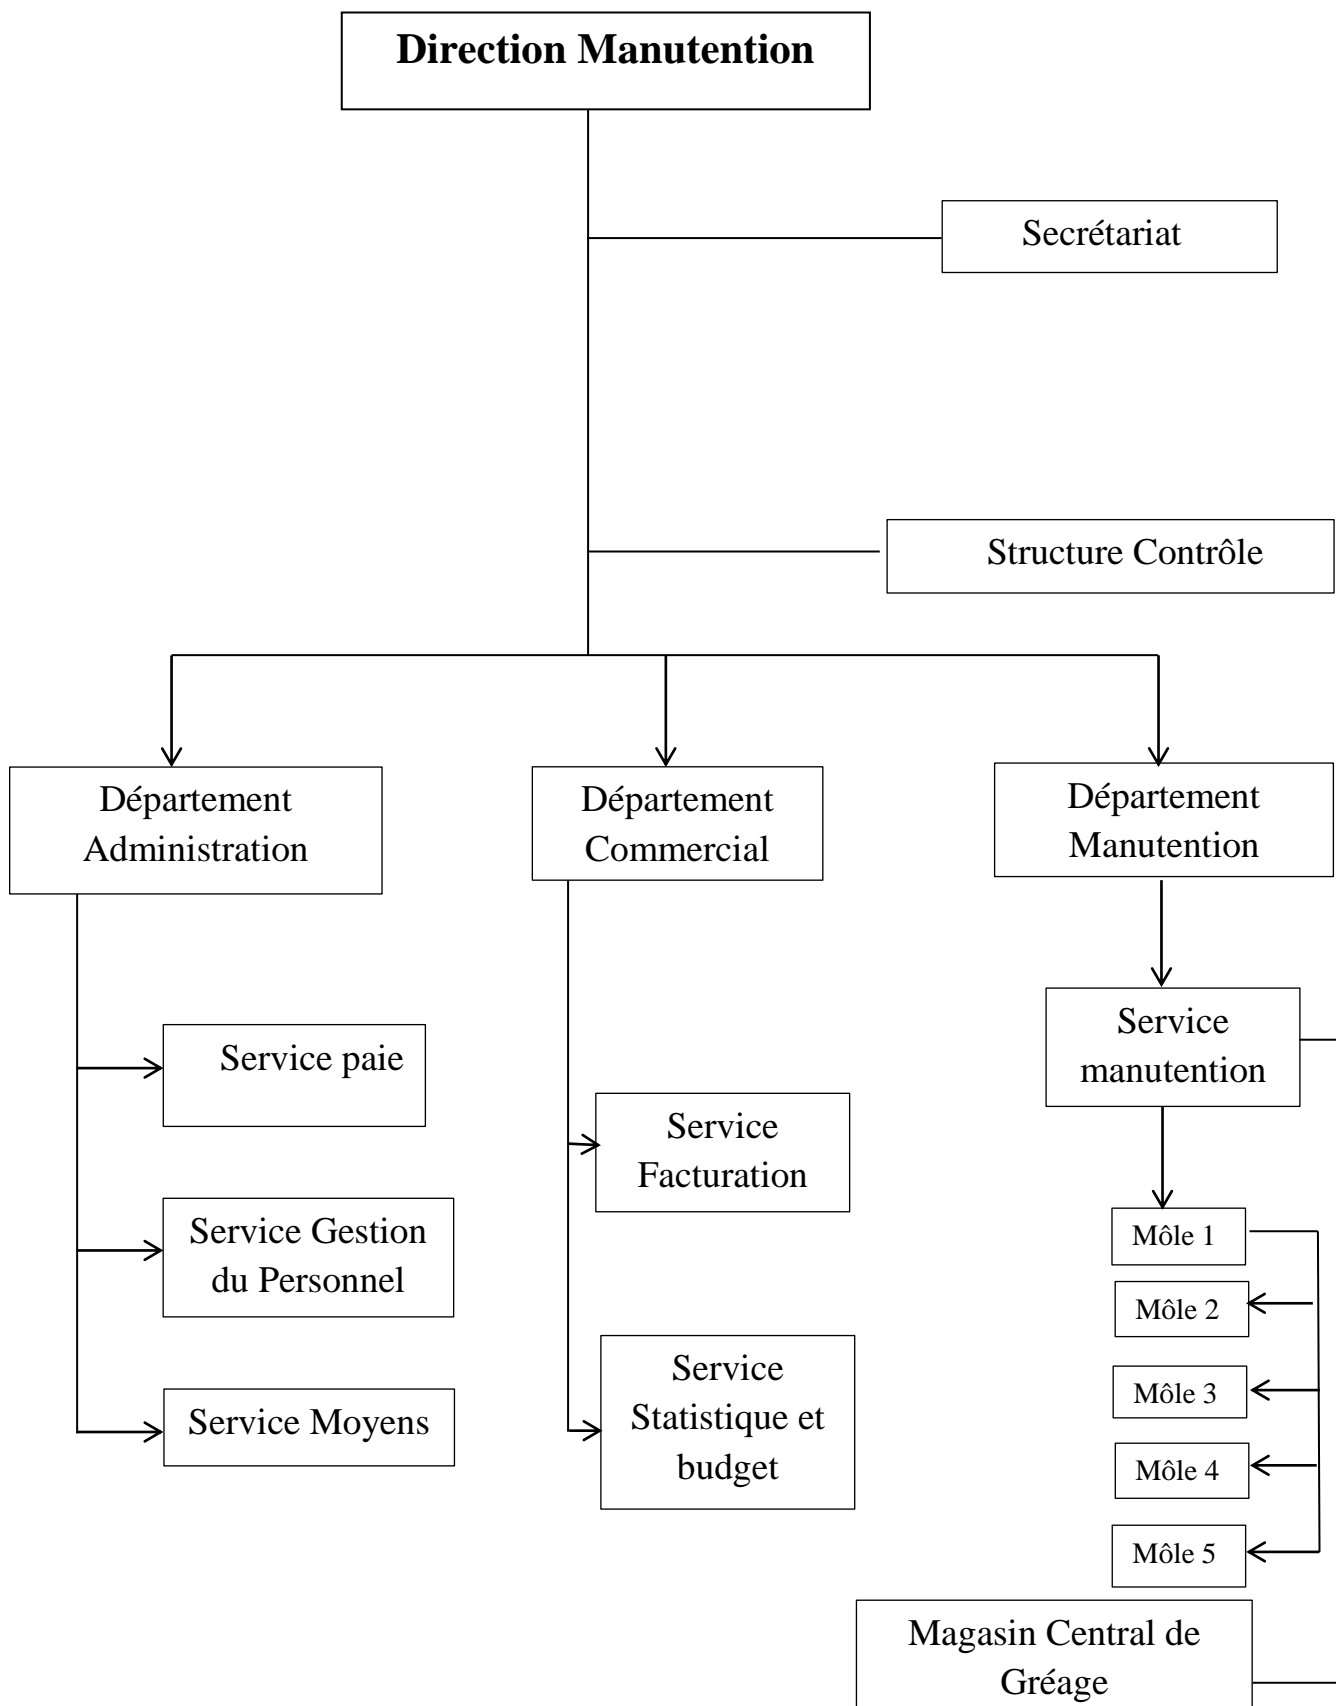 Direction Manutention
Secrétariat
Structure Contrôle
Département
Administration
Département
Commercial
Département
Manutention
Service paie
Service Gestion
du Personnel
Service Moyens
Service
Facturation
Service
Statistique et
budget
Service
manutention
Môle 1
Môle 2
Môle 3
Môle 4
Môle 5
Magasin Central de
Gréage